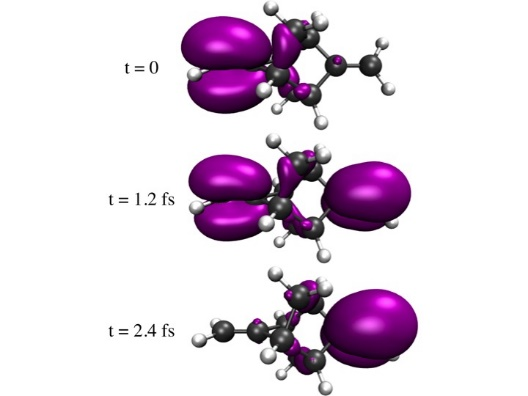 t = 0
t = 1.2 fs
t = 2.4 fs